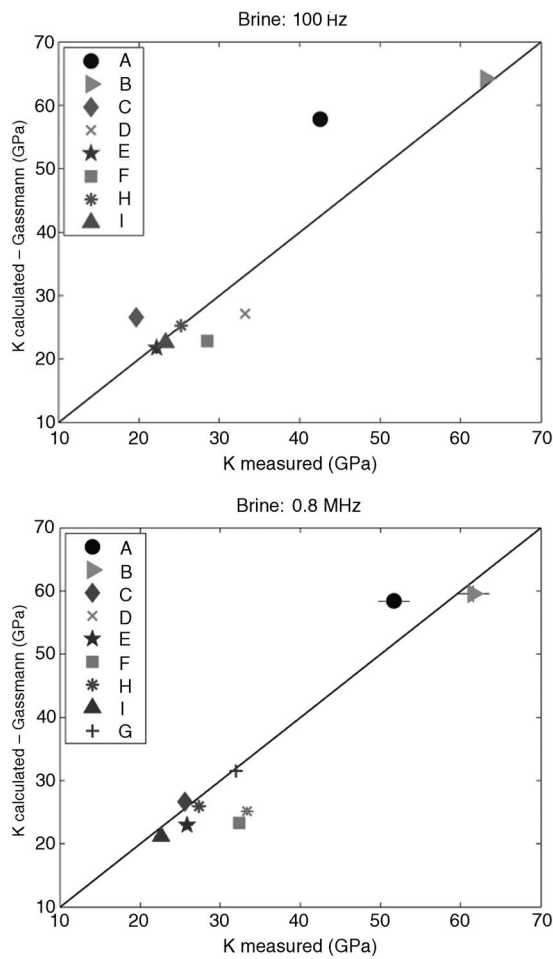 Brine: 100 Hz
70
60
50
40
30
20
10
A
B
C
D
E
F
H
I
K calculated – Gassmann (GPa)
10 20 30 40 50 60 70
K measured (GPa)
Brine: 0.8 MHz
70
60
50
40
30
20
10
A
B
C
D
E
F
H
I
G
K calculated – Gassmann (GPa)
10 20 30 40 50 60 70
K measured (GPa)